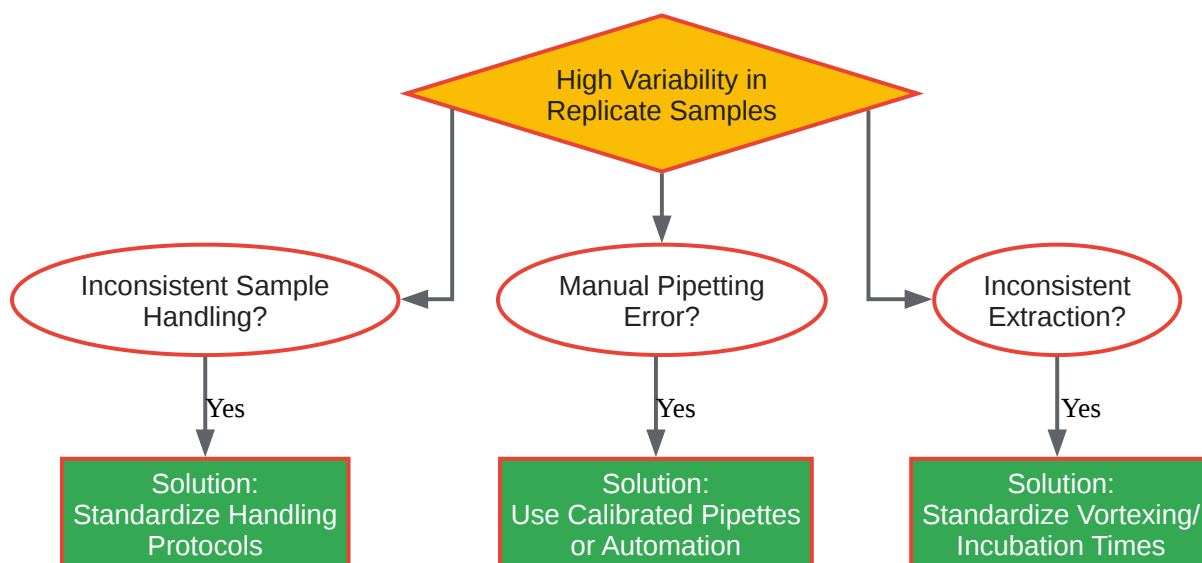 High Variability in
Replicate Samples
Inconsistent Sample
Handling?
Manual Pipetting
Error?
Inconsistent
Extraction?
Yes
Yes
Yes
Solution:
Standardize Handling
Protocols
Solution:
Use Calibrated Pipettes
or Automation
Solution:
Standardize Vortexing/
Incubation Times